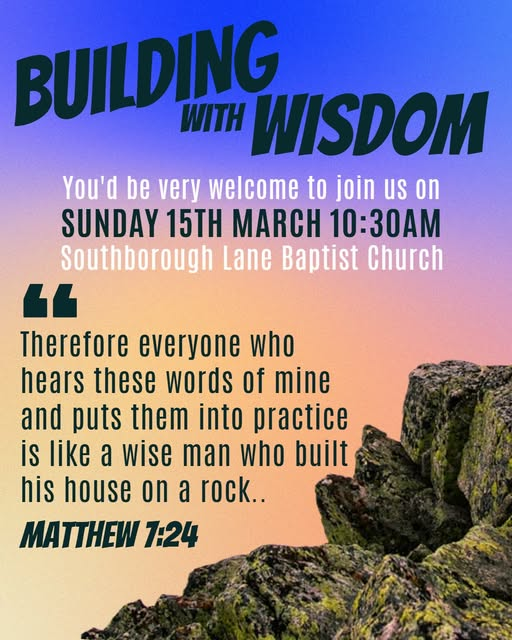 BUILDING
WITH WISDOM
You'd be very welcome to join us on
SUNDAY 15TH MARCH 10:30AM
Southborough Lane Baptist Church
❝
Therefore everyone who
hears these words of mine
and puts them into practice
is like a wise man who built
his house on a rock..
MATTHEW 7:24